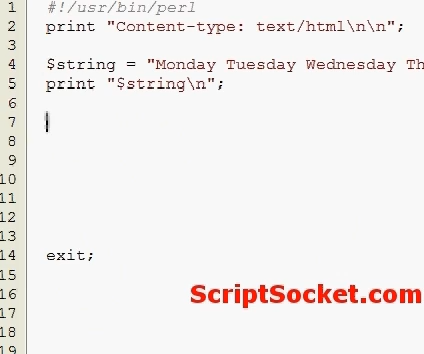 1 #!/usr/bin/perl
2 print "Content-type: text/html\n\n";
3
4 $string = "Monday Tuesday Wednesday Th
5 print "$string\n";
6
7
8
9
10
11
12
13
14 exit;
15
16 ScriptSocket.com
17
18
19